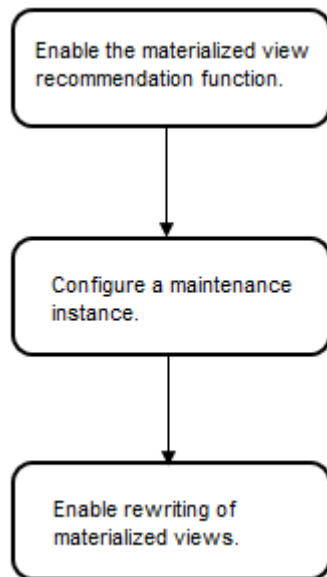 Enable the materialized view
recommendation function.
Configure a maintenance
instance.
Enable rewriting of
materialized views.